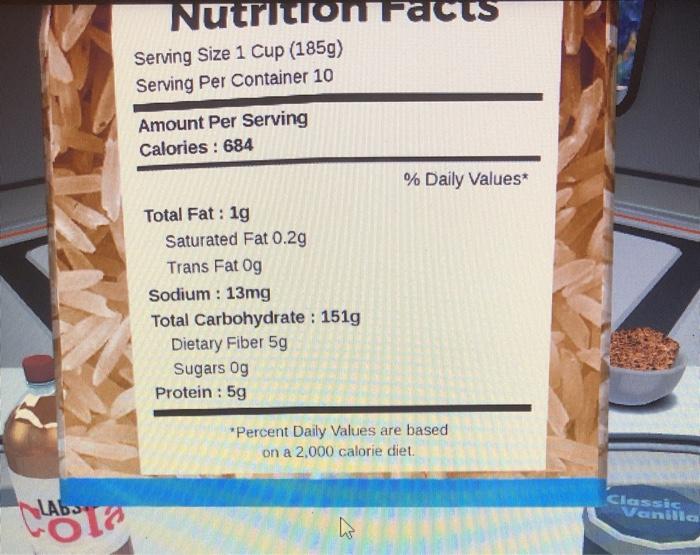 Nutrition Facts
Serving Size 1 Cup (185g)
Serving Per Container 10
Amount Per Serving
Calories : 684
% Daily Values*
Total Fat : 1g
Saturated Fat 0.2g
Trans Fat 0g
Sodium : 13mg
Total Carbohydrate : 151g
Dietary Fiber 5g
Sugars 0g
Protein : 5g
*Percent Daily Values are based
on a 2,000 calorie diet.
LABS
Cola
Classic
Vanilla